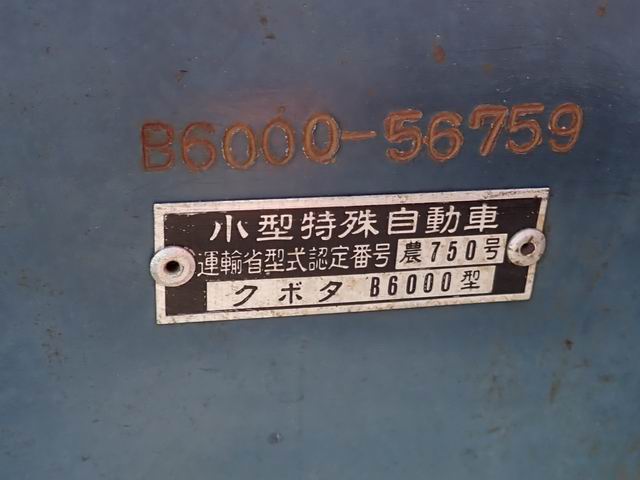 B6000-56759
小型特殊自動車
運輸省型式認定番号 農750号
クボタ B6000型